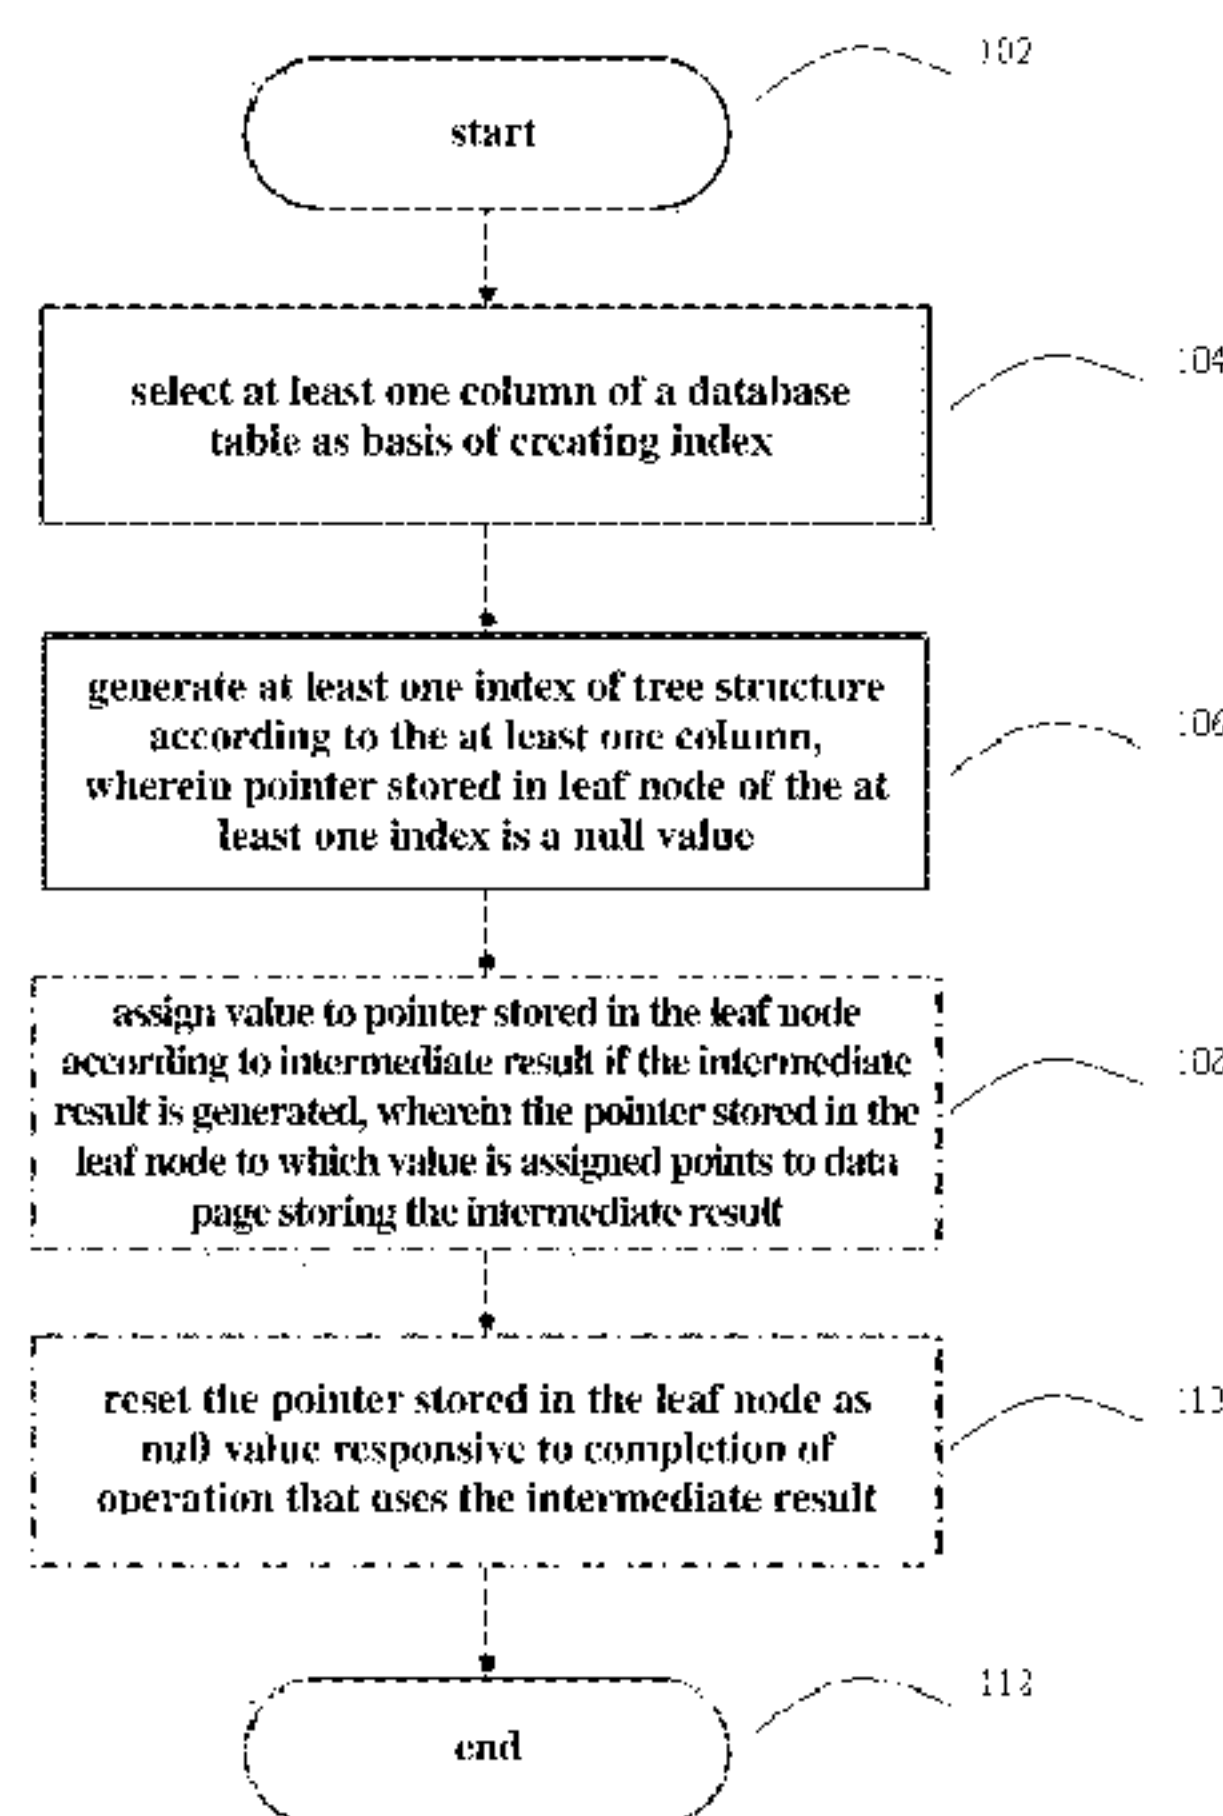 102
start
104
select at least one column of a database
table as basis of creating index
106
generate at least one index of tree structure
according to the at least one column,
wherein pointer stored in leaf node of the at
least one index is a null value
assign value to pointer stored in the leaf node
according to intermediate result if the intermediate
result is generated, wherein the pointer stored in the
leaf node to which value is assigned points to data
page storing the intermediate result
reset the pointer stored in the leaf node as
null value responsive to completion of
operation that uses the intermediate result
112
end